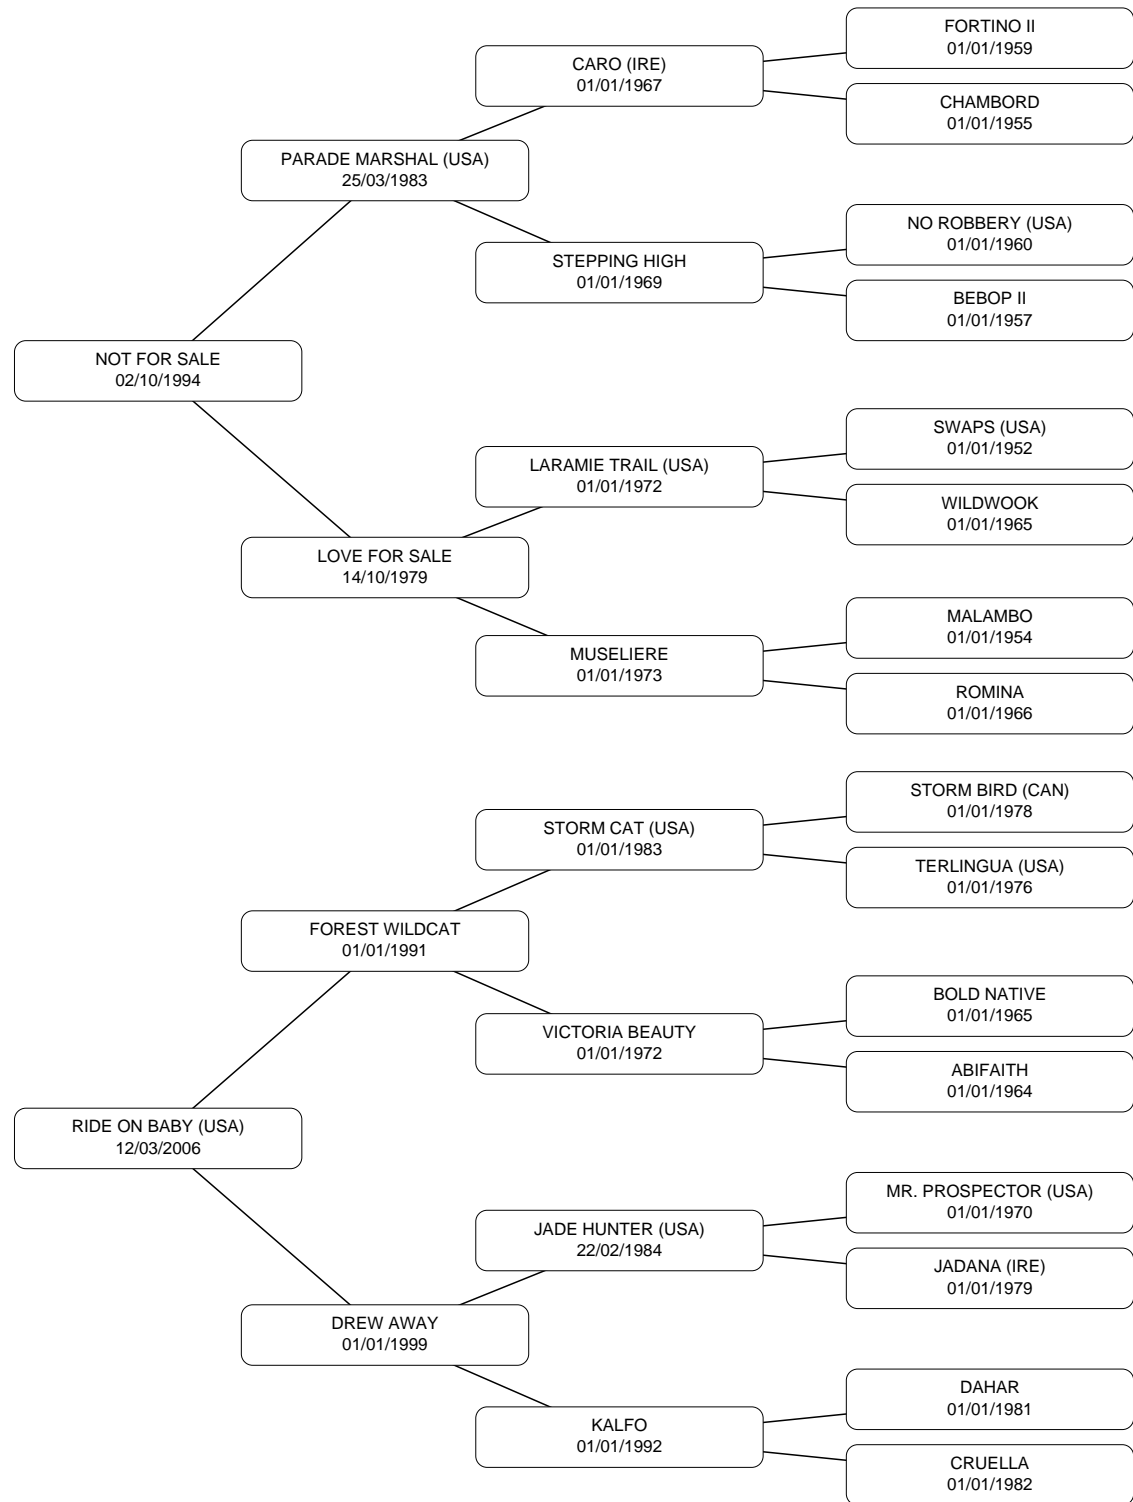 FORTINO II
01/01/1959
CARO (IRE)
01/01/1967
CHAMBORD
01/01/1955
PARADE MARSHAL (USA)
25/03/1983
NO ROBBERY (USA)
01/01/1960
STEPPING HIGH
01/01/1969
BEBOP II
01/01/1957
NOT FOR SALE
02/10/1994
SWAPS (USA)
01/01/1952
LARAMIE TRAIL (USA)
01/01/1972
WILDWOOK
01/01/1965
LOVE FOR SALE
14/10/1979
MALAMBO
01/01/1954
MUSELIERE
01/01/1973
ROMINA
01/01/1966
STORM BIRD (CAN)
01/01/1978
STORM CAT (USA)
01/01/1983
TERLINGUA (USA)
01/01/1976
FOREST WILDCAT
01/01/1991
BOLD NATIVE
01/01/1965
VICTORIA BEAUTY
01/01/1972
ABIFAITH
01/01/1964
RIDE ON BABY (USA)
12/03/2006
MR. PROSPECTOR (USA)
01/01/1970
JADE HUNTER (USA)
22/02/1984
JADANA (IRE)
01/01/1979
DREW AWAY
01/01/1999
DAHAR
01/01/1981
KALFO
01/01/1992
CRUELLA
01/01/1982